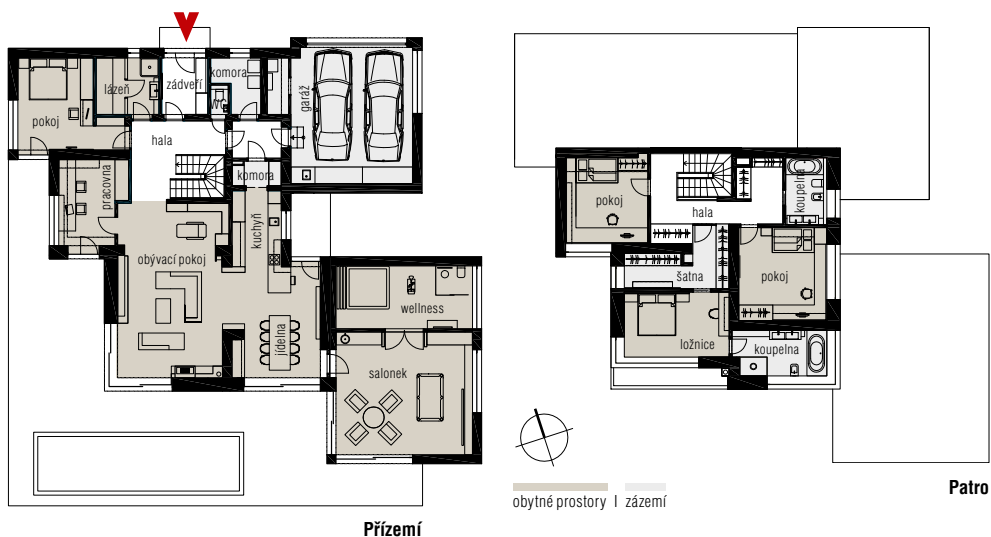 pokoj
lázeň
zádveří
komora
WC
garáž
hala
pracovna
komora
kuchyň
obývací pokoj
jídelna
wellness
salonek
Přízemí
pokoj
hala
koupelna
šatna
pokoj
ložnice
koupelna
obytné prostory I zázemí
Patro